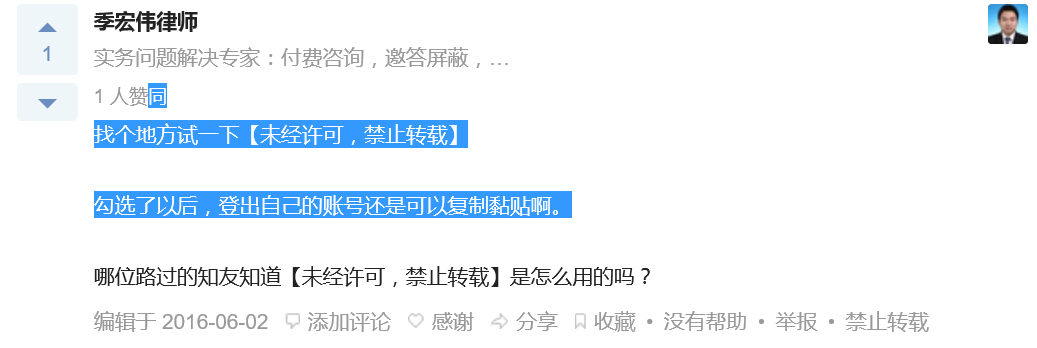 季宏伟律师
1
实务问题解决专家：付费咨询，邀答屏蔽，...
1 人赞同
找个地方试一下【未经许可，禁止转载】
勾选了以后，登出自己的账号还是可以复制黏贴啊。
哪位路过的知友知道【未经许可，禁止转载】是怎么用的吗？
编辑于 2016-06-02 添加评论 感谢 分享 收藏 • 没有帮助 • 举报 • 禁止转载